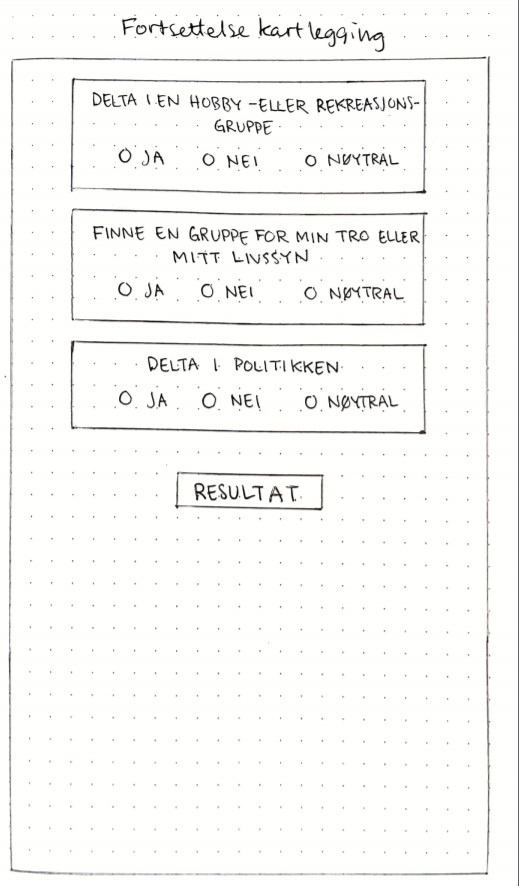 Fortsettelse kartlegging
DELTA I EN HOBBY-ELLER REKREASJONS-
GRUPPE
O JA O NEI O NØYTRAL
FINNE EN GRUPPE FOR MIN TRO ELLER
MITT LIVSSYN
O JA O NEI O NØYTRAL
DELTA I POLITIKKEN
O JA O NEI O NØYTRAL
RESULTAT